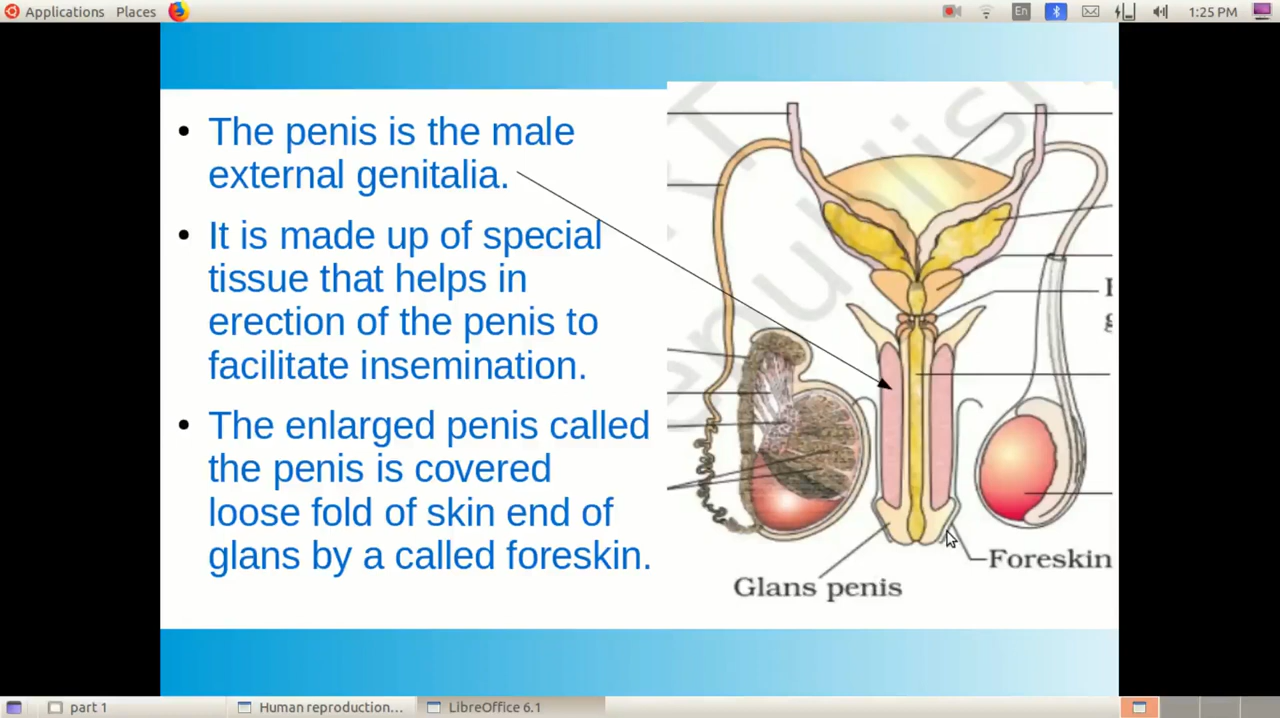 Applications Places En 1:25 PM
• The penis is the male
external genitalia.
• It is made up of special
tissue that helps in
erection of the penis to
facilitate insemination.
• The enlarged penis called
the penis is covered
loose fold of skin end of
glans by a called foreskin.
Foreskin
Glans penis
part 1 Human reproduction... LibreOffice 6.1